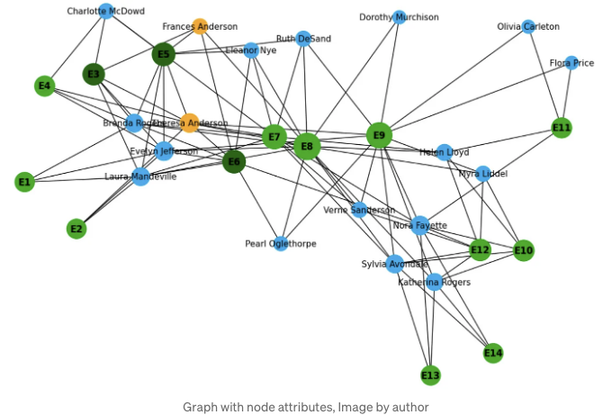 Charlotte McDowd
Dorothy Murchison
Frances Anderson
Olivia Carleton
Ruth DeSand
Eleanor Nye
E5
Flora Price
E3
E4
Brenda Rogers
Theresa Anderson
E11
E7
E9
E8
Evelyn Jefferson
Helen Lloyd
E6
Laura Mandeville
Myra Liddel
E1
Verne Sanderson
Nora Fayette
E2
Pearl Oglethorpe
E12
E10
Sylvia Avondale
Katherina Rogers
E14
E13
Graph with node attributes, Image by author